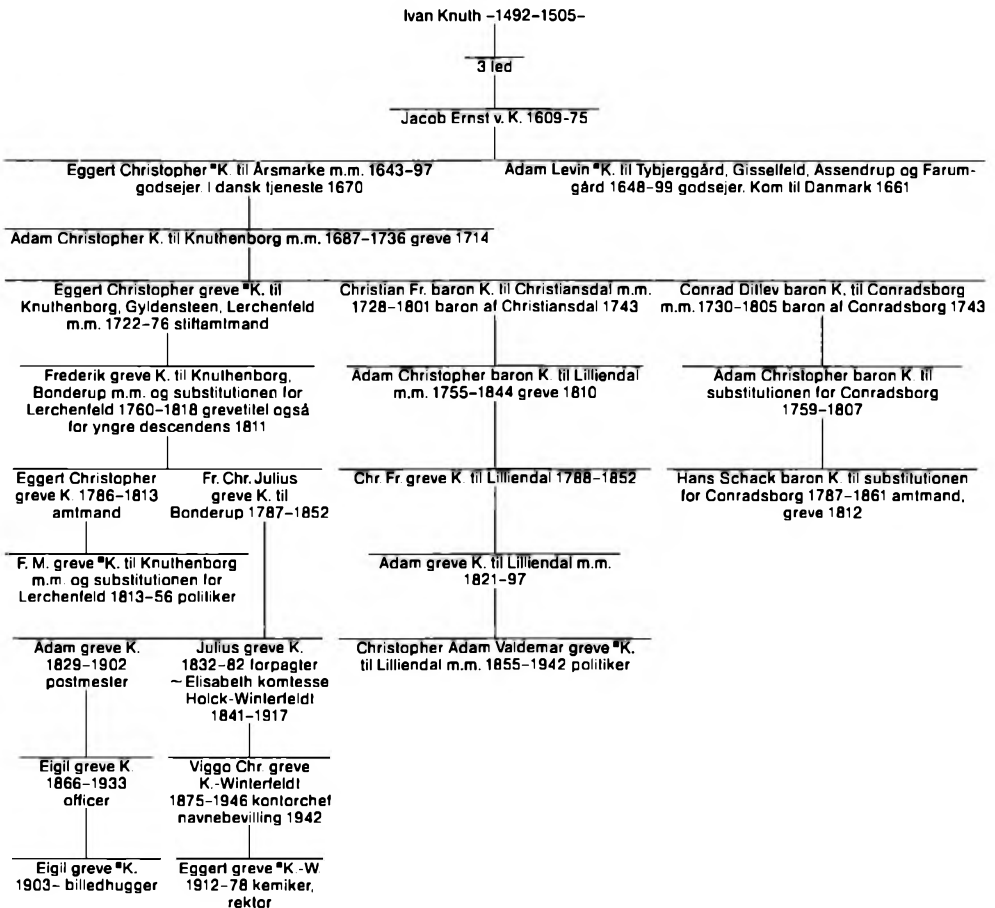 Ivan Knuth -1492-1505-
3 led
Jacob Ernst v. K. 1609-75
Eggert Christopher *K. til Årsmarke m.m. 1643-97
godsejer. I dansk tjeneste 1670
Adam Levin *K. til Tybjerggård, Gisselfeld, Assendrup og Farum-
gård 1648-99 godsejer. Kom til Danmark 1661
Adam Christopher K. til Knuthenborg m.m. 1687-1736 greve 1714
Eggert Christopher greve *K. til
Knuthenborg, Gyldensteen, Lerchenfeld
m.m. 1722-76 stiftamtmand
Christian Fr. baron K. til Christiansdal m.m.
1728-1801 baron af Christiansdal 1743
Conrad Ditlev baron K. til Conradsborg
m.m. 1730-1805 baron af Conradsborg 1743
Frederik greve K. til Knuthenborg,
Bonderup m.m. og substitutionen for
Lerchenfeld 1760-1818 grevetitel også
for yngre descendens 1811
Adam Christopher baron K. til Lilliendal
m.m. 1755-1844 greve 1810
Adam Christopher baron K. til
substitutionen for Conradsborg
1759-1807
Eggert Christopher
greve K. 1786-1813
amtmand
Fr. Chr. Julius
greve K. til
Bonderup 1787-1852
Chr. Fr. greve K. til Lilliendal 1788-1852
Hans Schack baron K. til substitutionen
for Conradsborg 1787-1861 amtmand,
greve 1812
F. M. greve *K. til Knuthenborg
m.m. og substitutionen for
Lerchenfeld 1813-56 politiker
Adam greve K. til Lilliendal m.m.
1821-97
Adam greve K.
1829-1902
postmester
Julius greve K.
1832-82 forpagter
~ Elisabeth komtesse
Holck-Winterfeldt
1841-1917
Christopher Adam Valdemar greve *K.
til Lilliendal m.m. 1855-1942 politiker
Eigil greve K.
1866-1933
officer
Viggo Chr. greve
K.-Winterfeldt
1875-1946 kontorchef
navnebevilling 1942
Eigil greve *K.
1903- billedhugger
Eggert greve *K.-W.
1912-78 kemiker,
rektor